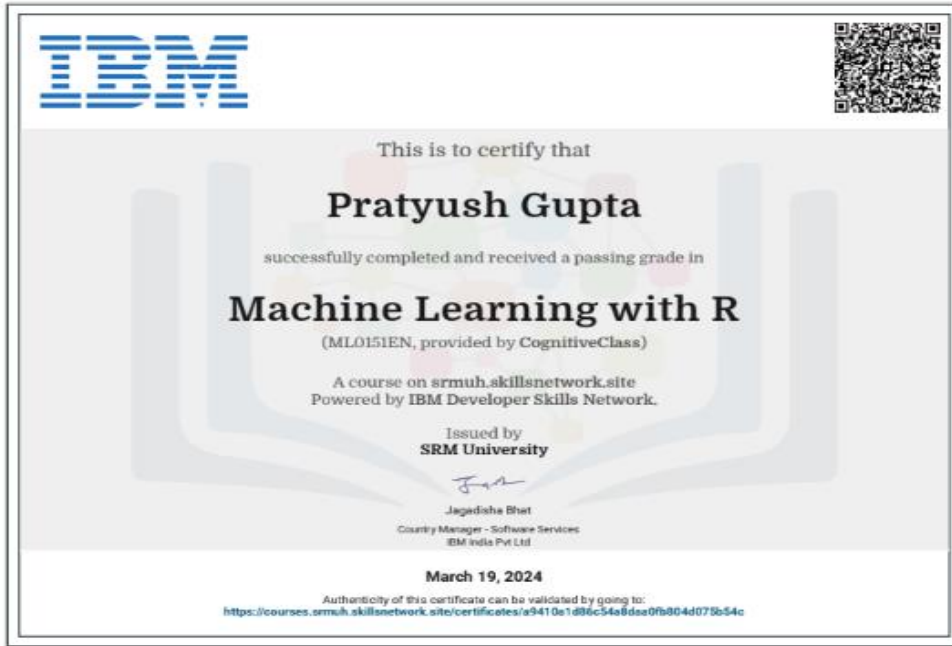 IBM
This is to certify that
Pratyush Gupta
successfully completed and received a passing grade in
Machine Learning with R
(ML0151EN, provided by CognitiveClass)
A course on srmuh.skillsnetwork.site
Powered by IBM Developer Skills Network.
Issued by
SRM University
Jagadisha Bhat
Country Manager - Software Services
IBM India Pvt Ltd
March 19, 2024
Authenticity of this certificate can be validated by going to:
https://courses.srmuh.skillsnetwork.site/certificates/a9410a1d86c54a8daa0fb804d075b54c